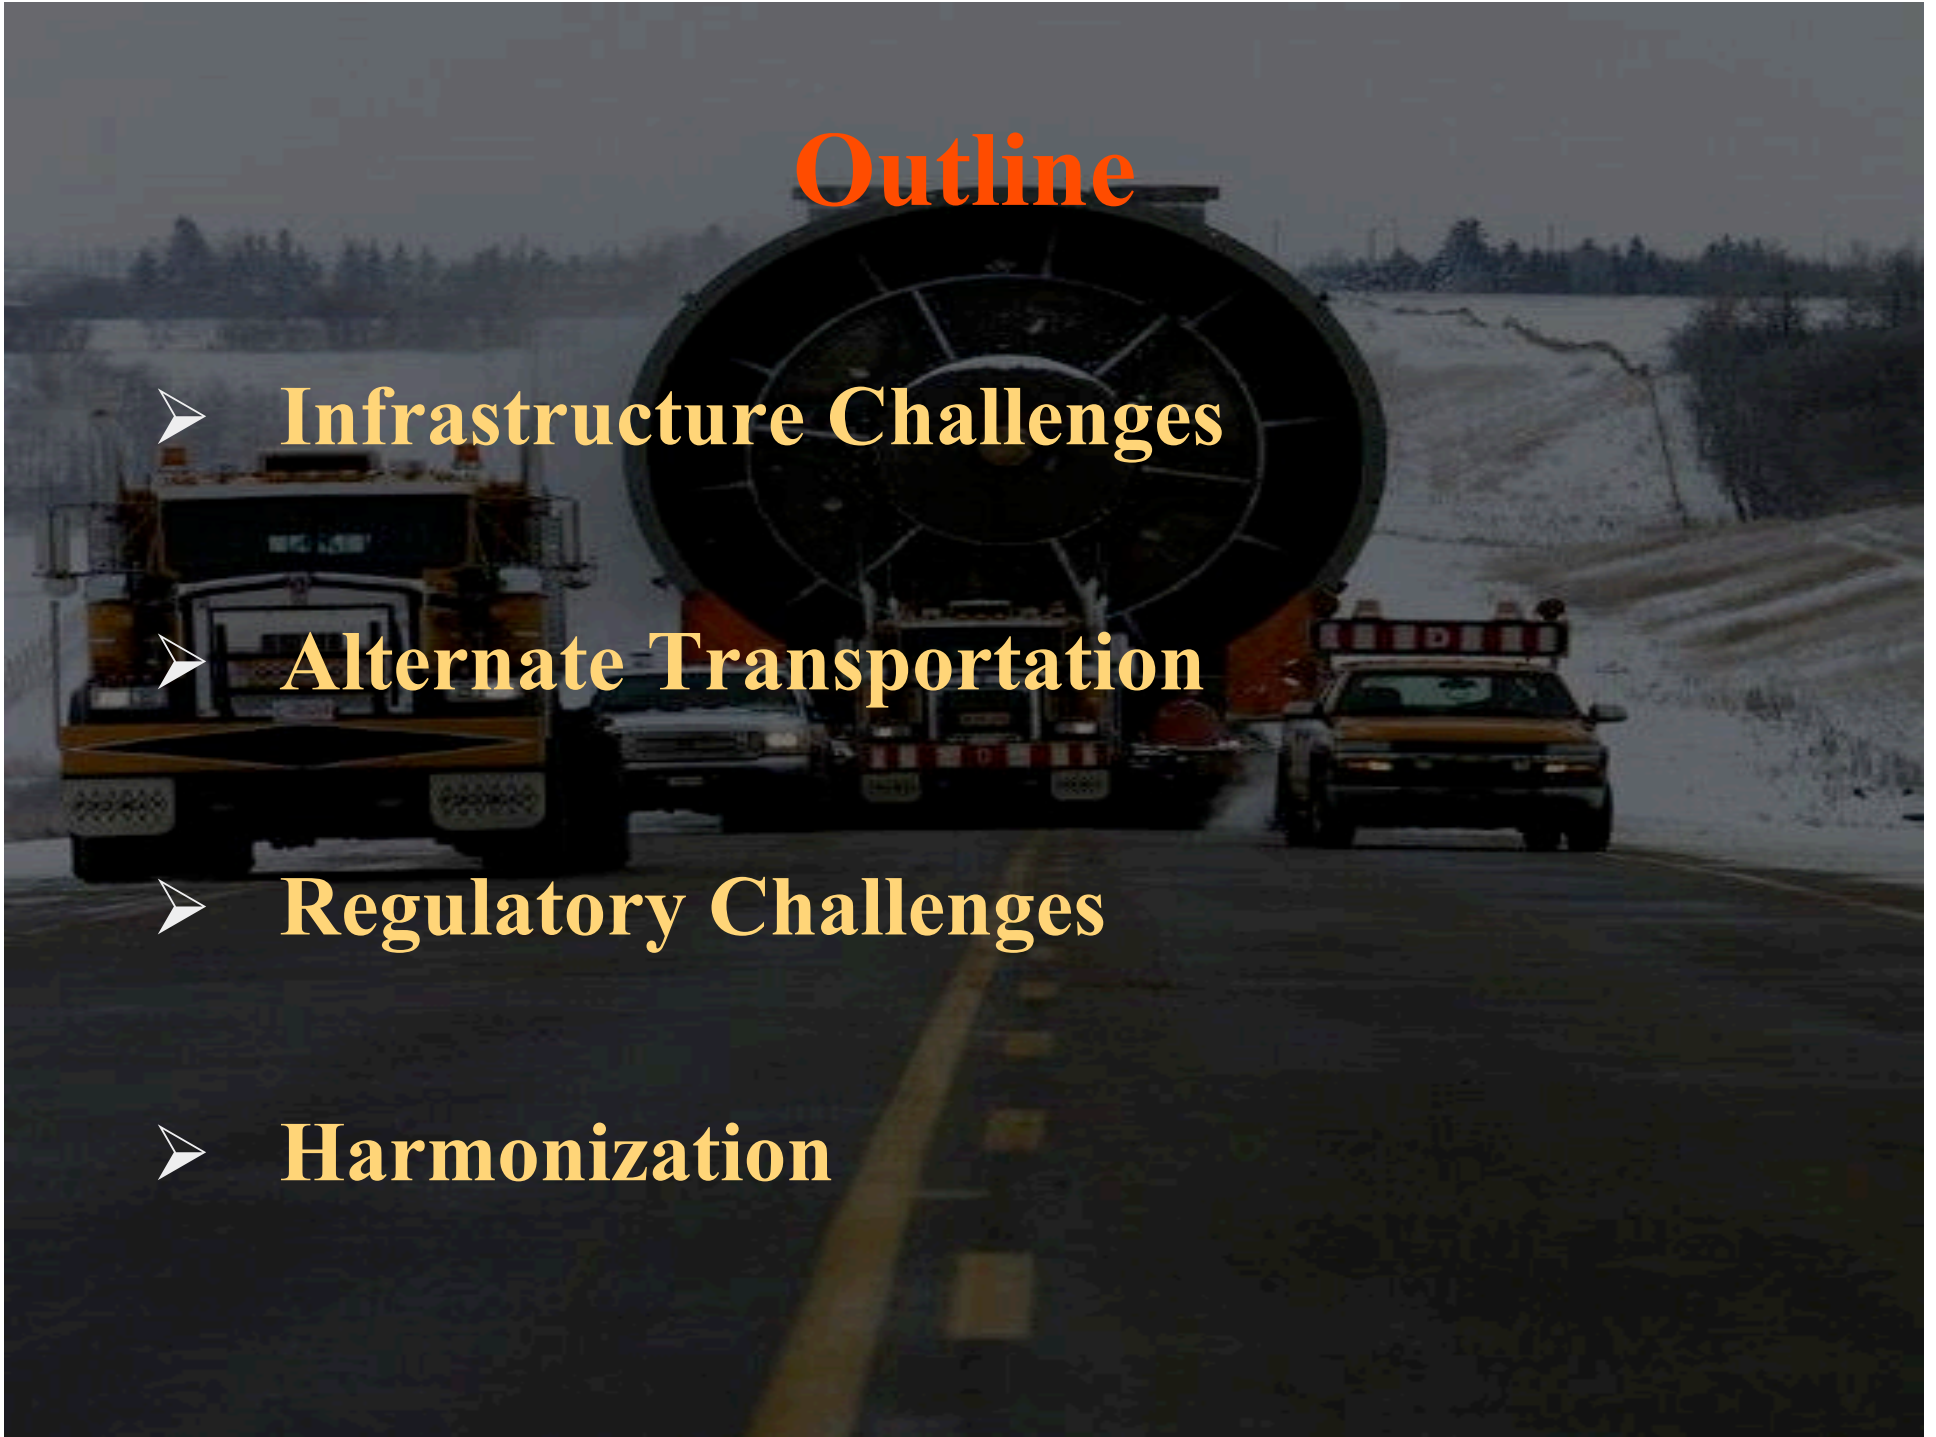 Outline
Infrastructure Challenges
Alternate Transportation
Regulatory Challenges
Harmonization